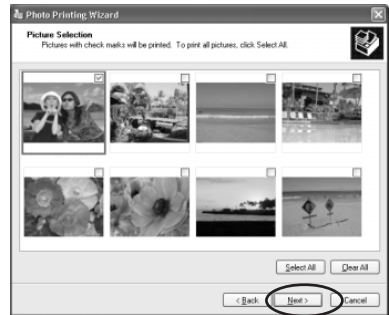 Photo Printing Wizard
Picture Selection
Pictures with check marks will be printed. To print all pictures, click Select All.
Select All Clear All
< Back Next > Cancel